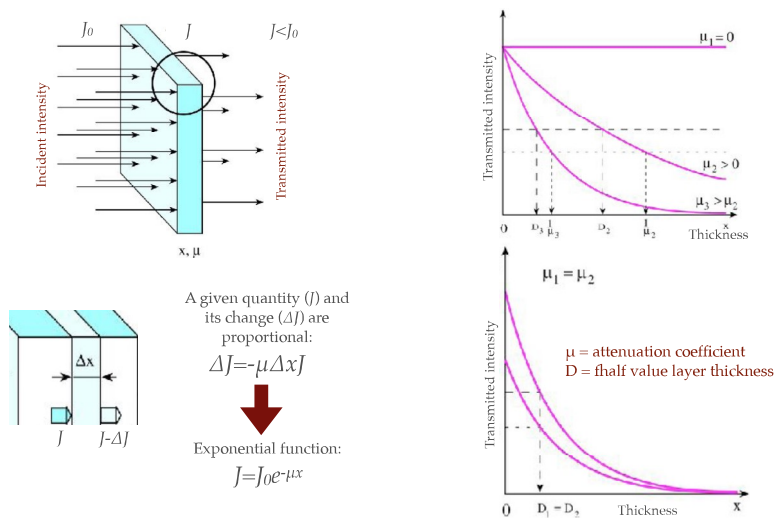 J₀
J
J<J₀
Incident intensity
Transmitted intensity
x, μ
Δx
J
J-ΔJ
A given quantity (J) and
its change (ΔJ) are
proportional:
ΔJ=-μΔxJ
Exponential function:
J=J₀e^-μx
Transmitted intensity
μ₁ = 0
μ₂ > 0
μ₃ > μ₂
0
D₃
1/μ₃
D₂
1/μ₂
x
Thickness
μ₁ = μ₂
Transmitted intensity
μ = attenuation coefficient
D = fhalf value layer thickness
0
D₁ = D₂
Thickness
x